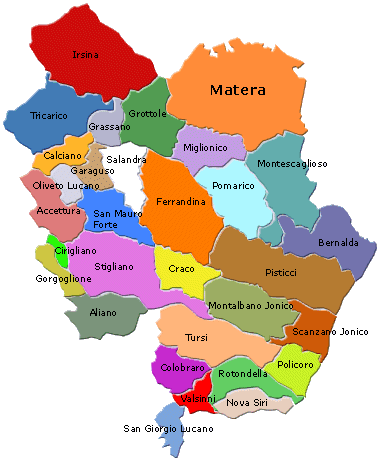 Irsina
Matera
Tricarico
Grottole
Grassano
Miglionico
Calciano
Salandra
Montescaglioso
Garaguso
Oliveto Lucano
Pomarico
Ferrandina
Accettura
San Mauro
Forte
Bernalda
Cirigliano
Stigliano
Craco
Pisticci
Gorgoglione
Montalbano Jonico
Aliano
Scanzano Jonico
Tursi
Colobraro
Rotondella
Policoro
Valsinni
Nova Siri
San Giorgio Lucano